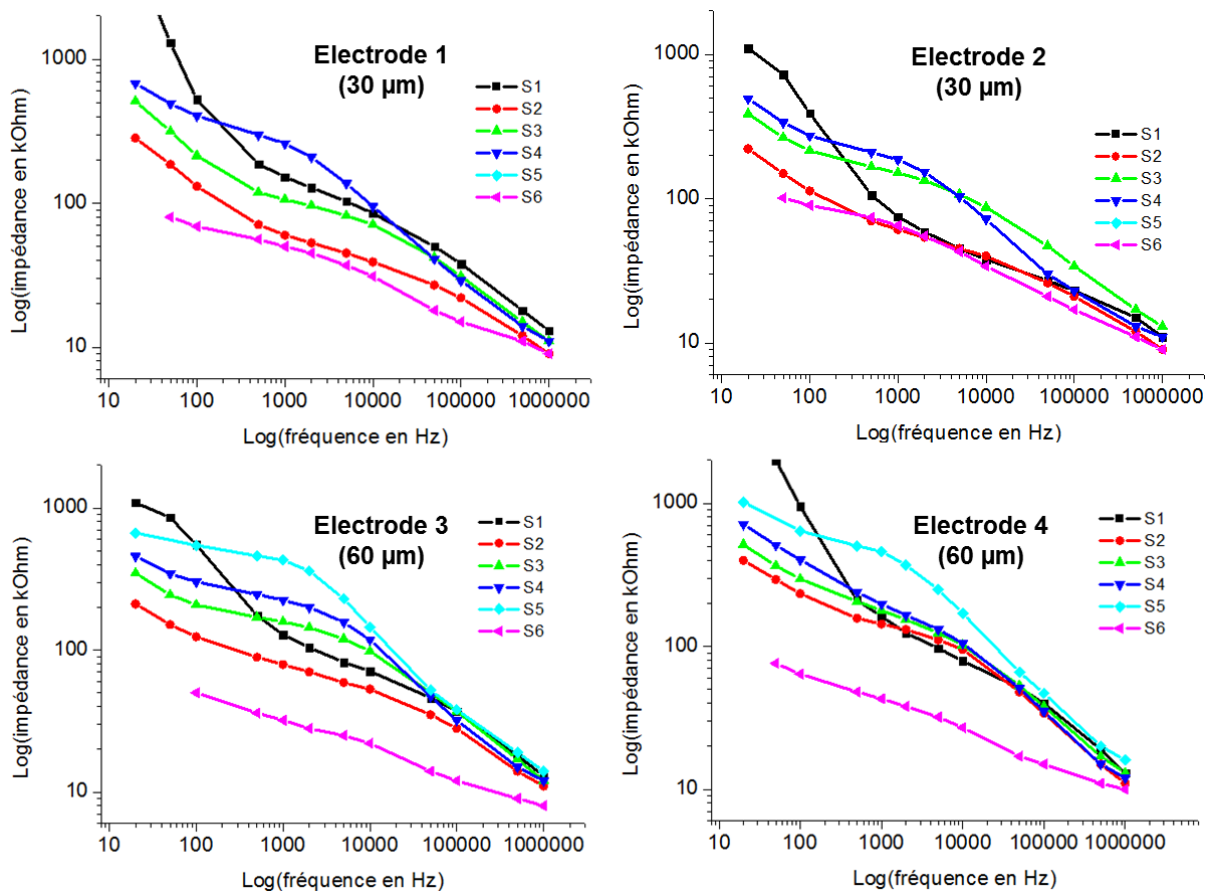 Electrode 1
(30 µm)
Log(impédance en kOhm)
1000
100
10
S1
S2
S3
S4
S5
S6
10 100 1000 10000 100000 1000000
Log(fréquence en Hz)
Electrode 2
(30 µm)
Log(impédance en kOhm)
1000
100
10
S1
S2
S3
S4
S5
S6
10 100 1000 10000 100000 1000000
Log(fréquence en Hz)
Electrode 3
(60 µm)
Log(impédance en kOhm)
1000
100
10
S1
S2
S3
S4
S5
S6
10 100 1000 10000 100000 1000000
Log(fréquence en Hz)
Electrode 4
(60 µm)
Log(impédance en kOhm)
1000
100
10
S1
S2
S3
S4
S5
S6
10 100 1000 10000 100000 1000000
Log(fréquence en Hz)